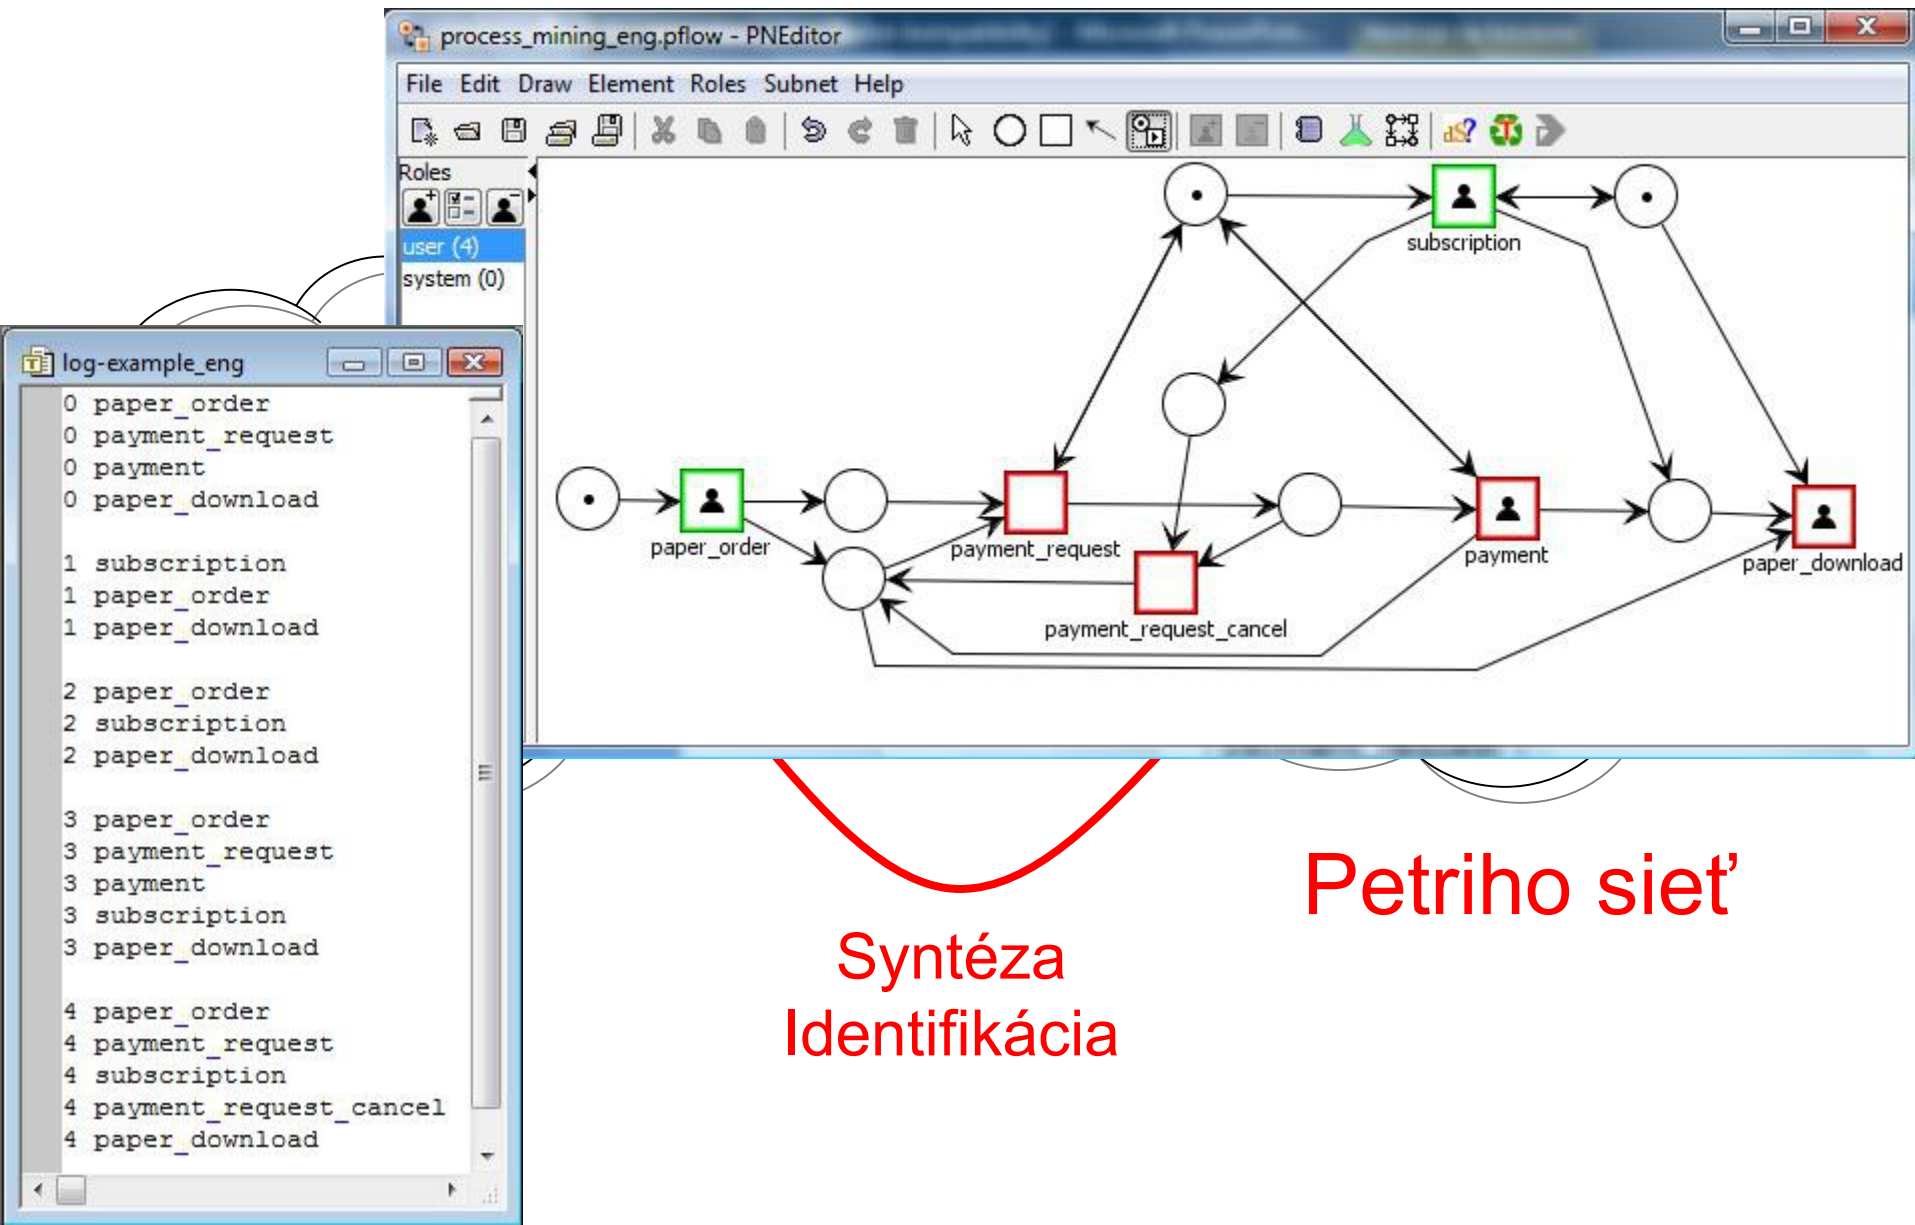 process_mining_eng.pflow - PNEditor
File Edit Draw Element Roles Subnet Help
dS?
Roles
user (4)
system (0)
subscription
paper_order
payment_request
payment_request_cancel
payment
paper_download
log-example_eng
0 paper_order
0 payment_request
0 payment
0 paper_download
1 subscription
1 paper_order
1 paper_download
2 paper_order
2 subscription
2 paper_download
3 paper_order
3 payment_request
3 payment
3 subscription
3 paper_download
4 paper_order
4 payment_request
4 subscription
4 payment_request_cancel
4 paper_download
Petriho sieť
Syntéza
Identifikácia